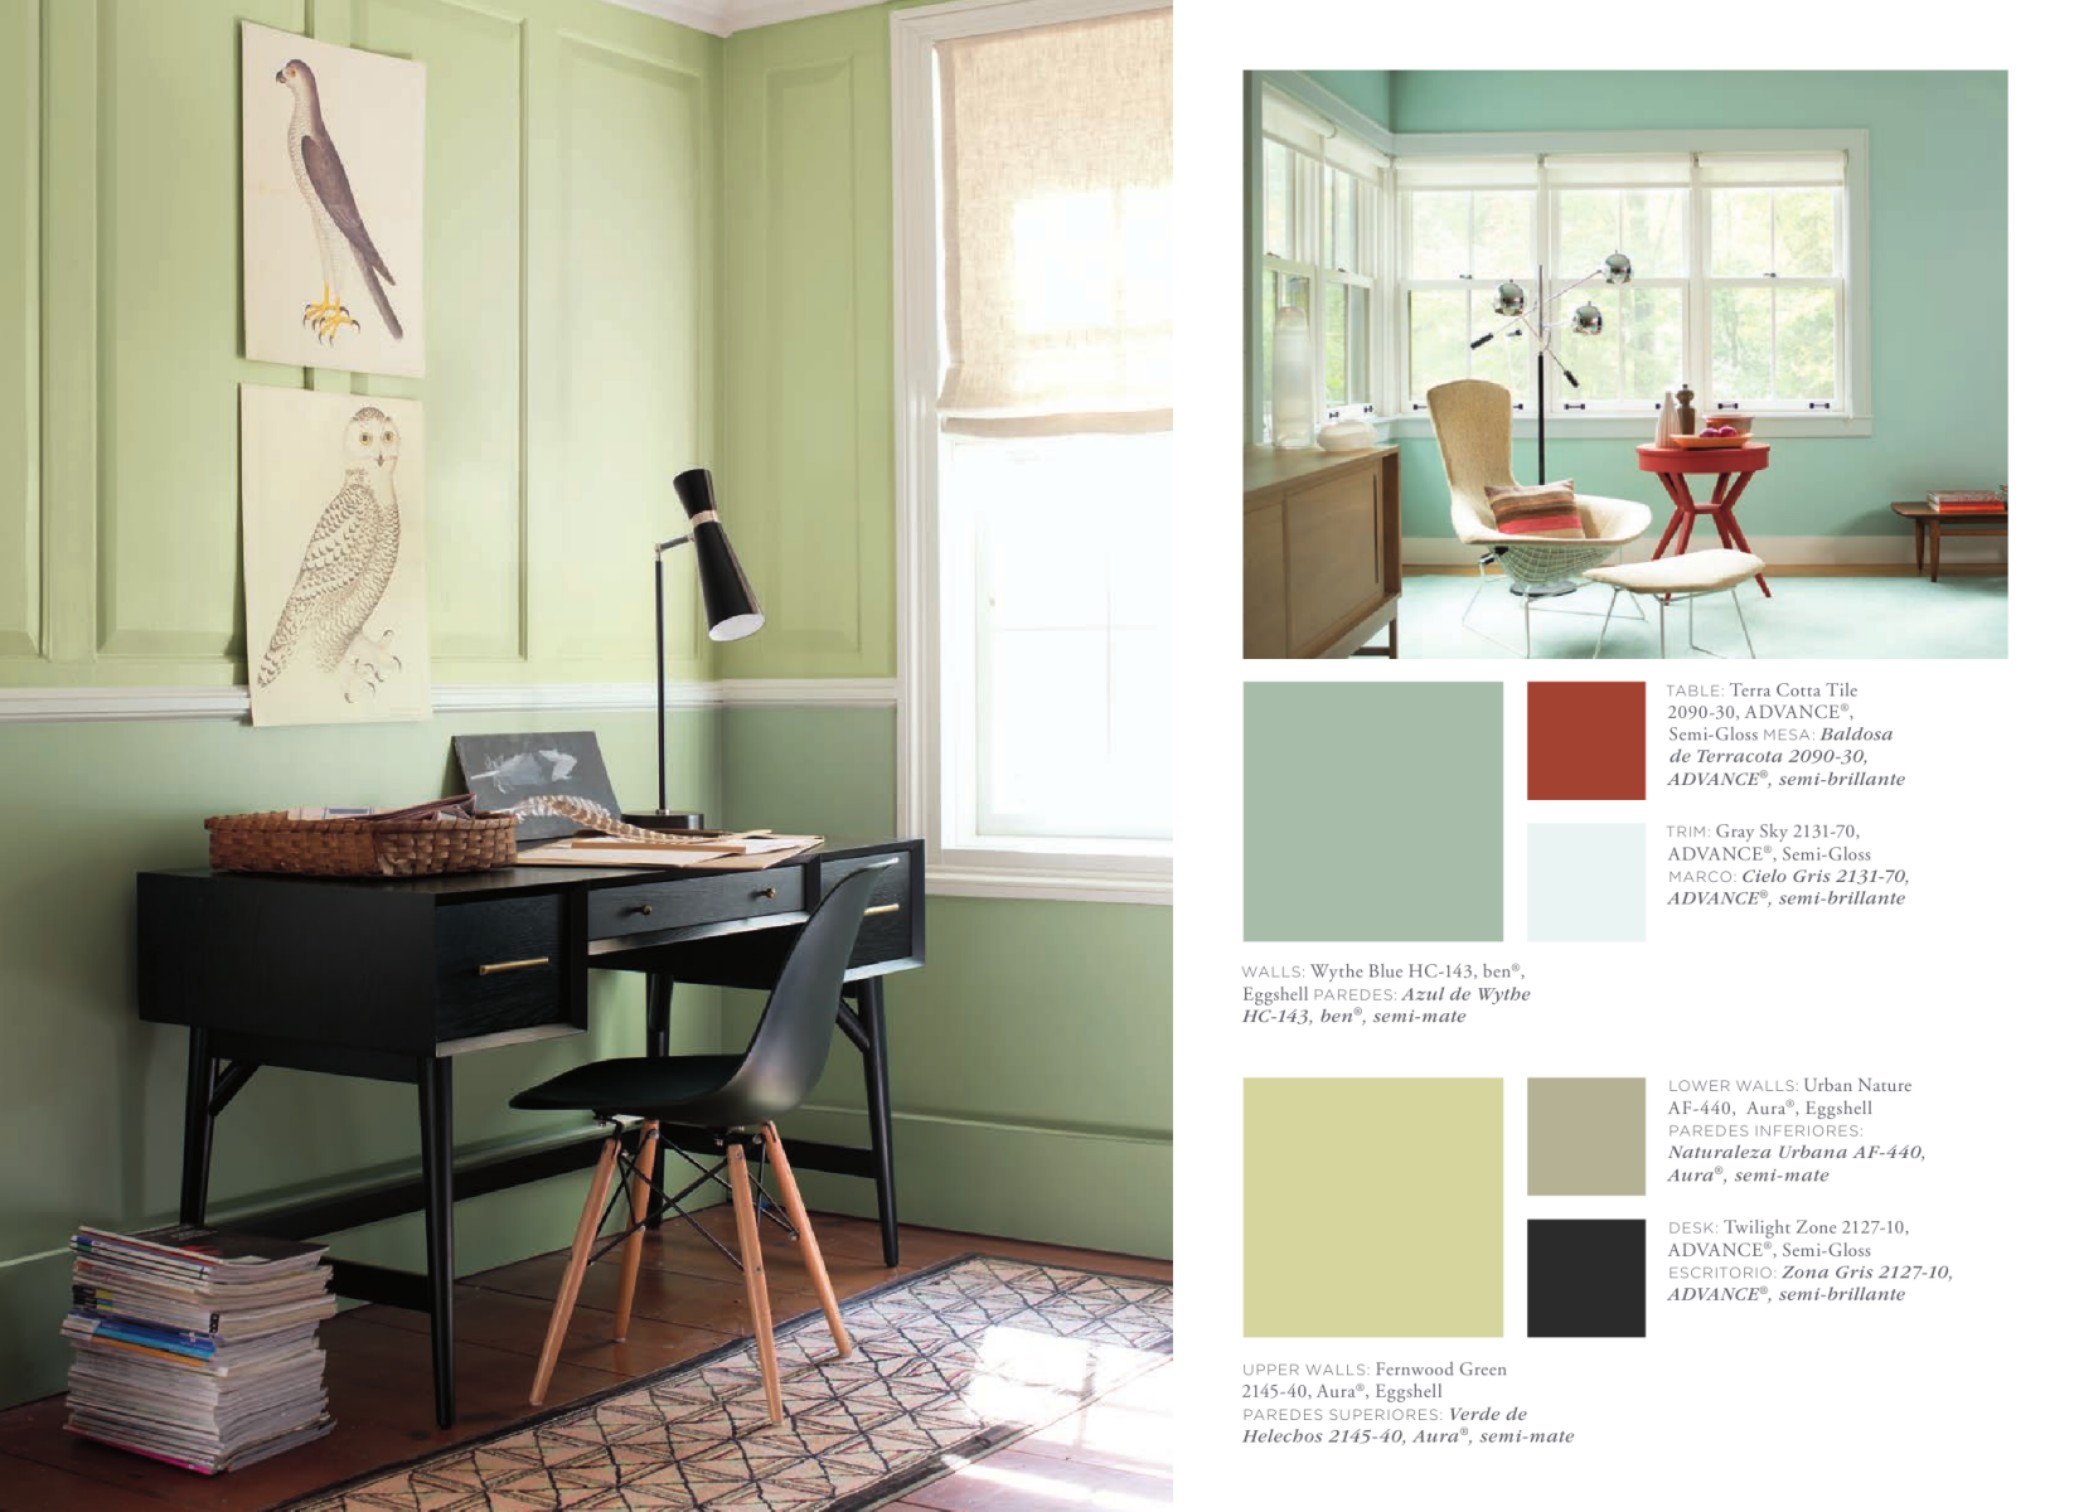 TABLE: Terra Cotta Tile
2090-30, ADVANCE®,
Semi-Gloss MESA: Baldosa
de Terracota 2090-30,
ADVANCE®, semi-brillante
TRIM: Gray Sky 2131-70,
ADVANCE®, Semi-Gloss
MARCO: Cielo Gris 2131-70,
ADVANCE®, semi-brillante
WALLS: Wythe Blue HC-143, ben®,
Eggshell PAREDES: Azul de Wythe
HC-143, ben®, semi-mate
LOWER WALLS: Urban Nature
AF-440, Aura®, Eggshell
PAREDES INFERIORES:
Naturaleza Urbana AF-440,
Aura®, semi-mate
DESK: Twilight Zone 2127-10,
ADVANCE®, Semi-Gloss
ESCRITORIO: Zona Gris 2127-10,
ADVANCE®, semi-brillante
UPPER WALLS: Fernwood Green
2145-40, Aura®, Eggshell
PAREDES SUPERIORES: Verde de
Helechos 2145-40, Aura®, semi-mate